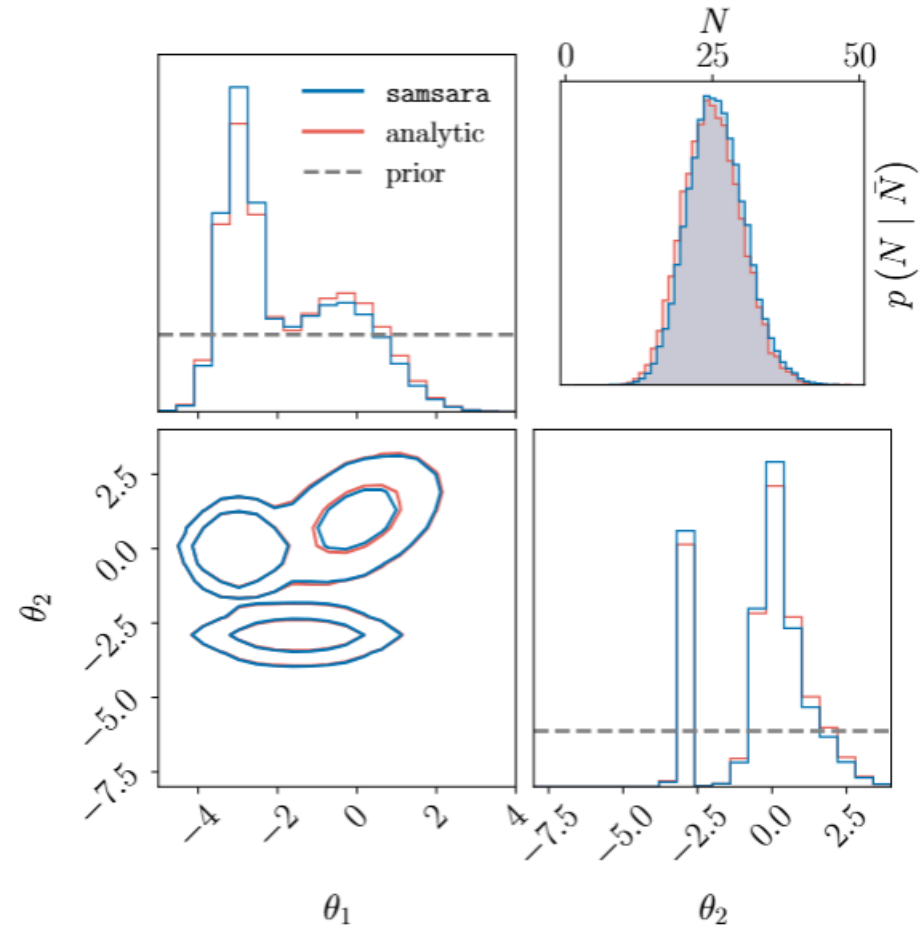 N
0 25 50
samsara
analytic
prior
p (N | N̄)
2.5
0.0
−2.5
−5.0
−7.5
θ₂
−4 −2 0 2 4
θ₁
−7.5 −5.0 −2.5 0.0 2.5
θ₂